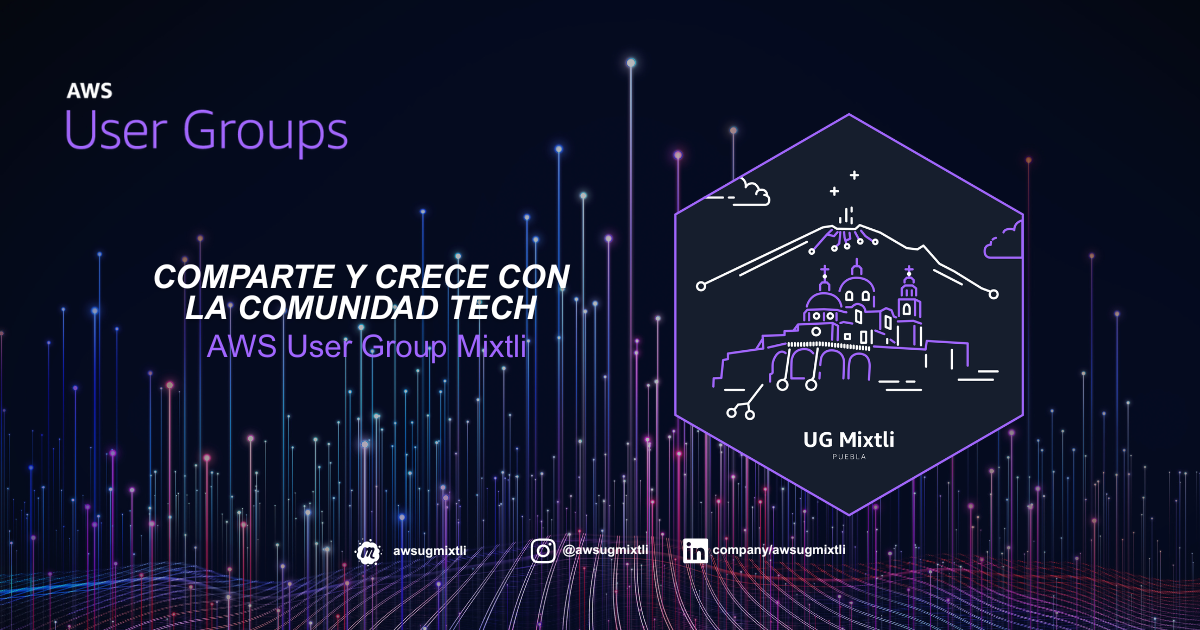 AWS
User Groups
COMPARTE Y CRECE CON
LA COMUNIDAD TECH
AWS User Group Mixtli
UG Mixtli
PUEBLA
awsugmixtli
@awsugmixtli
company/awsugmixtli